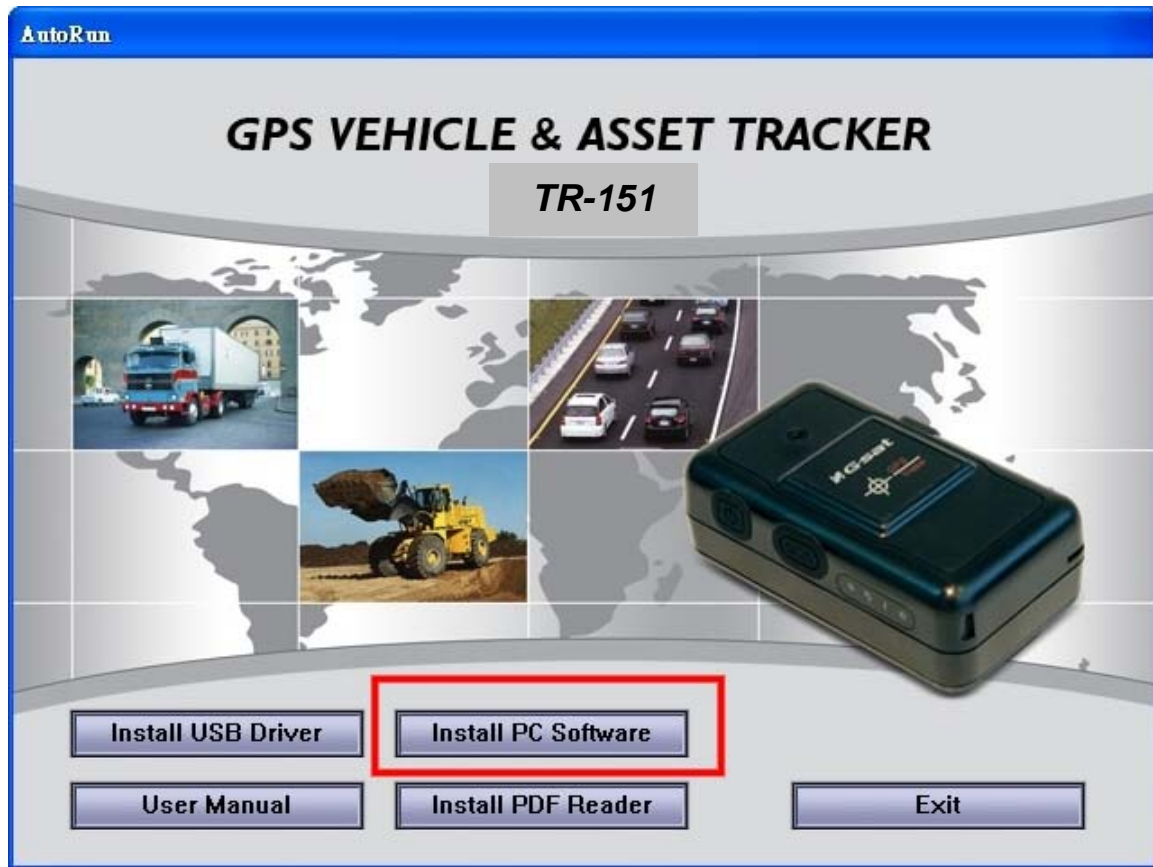 AutoRun
GPS VEHICLE & ASSET TRACKER
TR-151
G-sat
Install USB Driver
Install PC Software
User Manual
Install PDF Reader
Exit